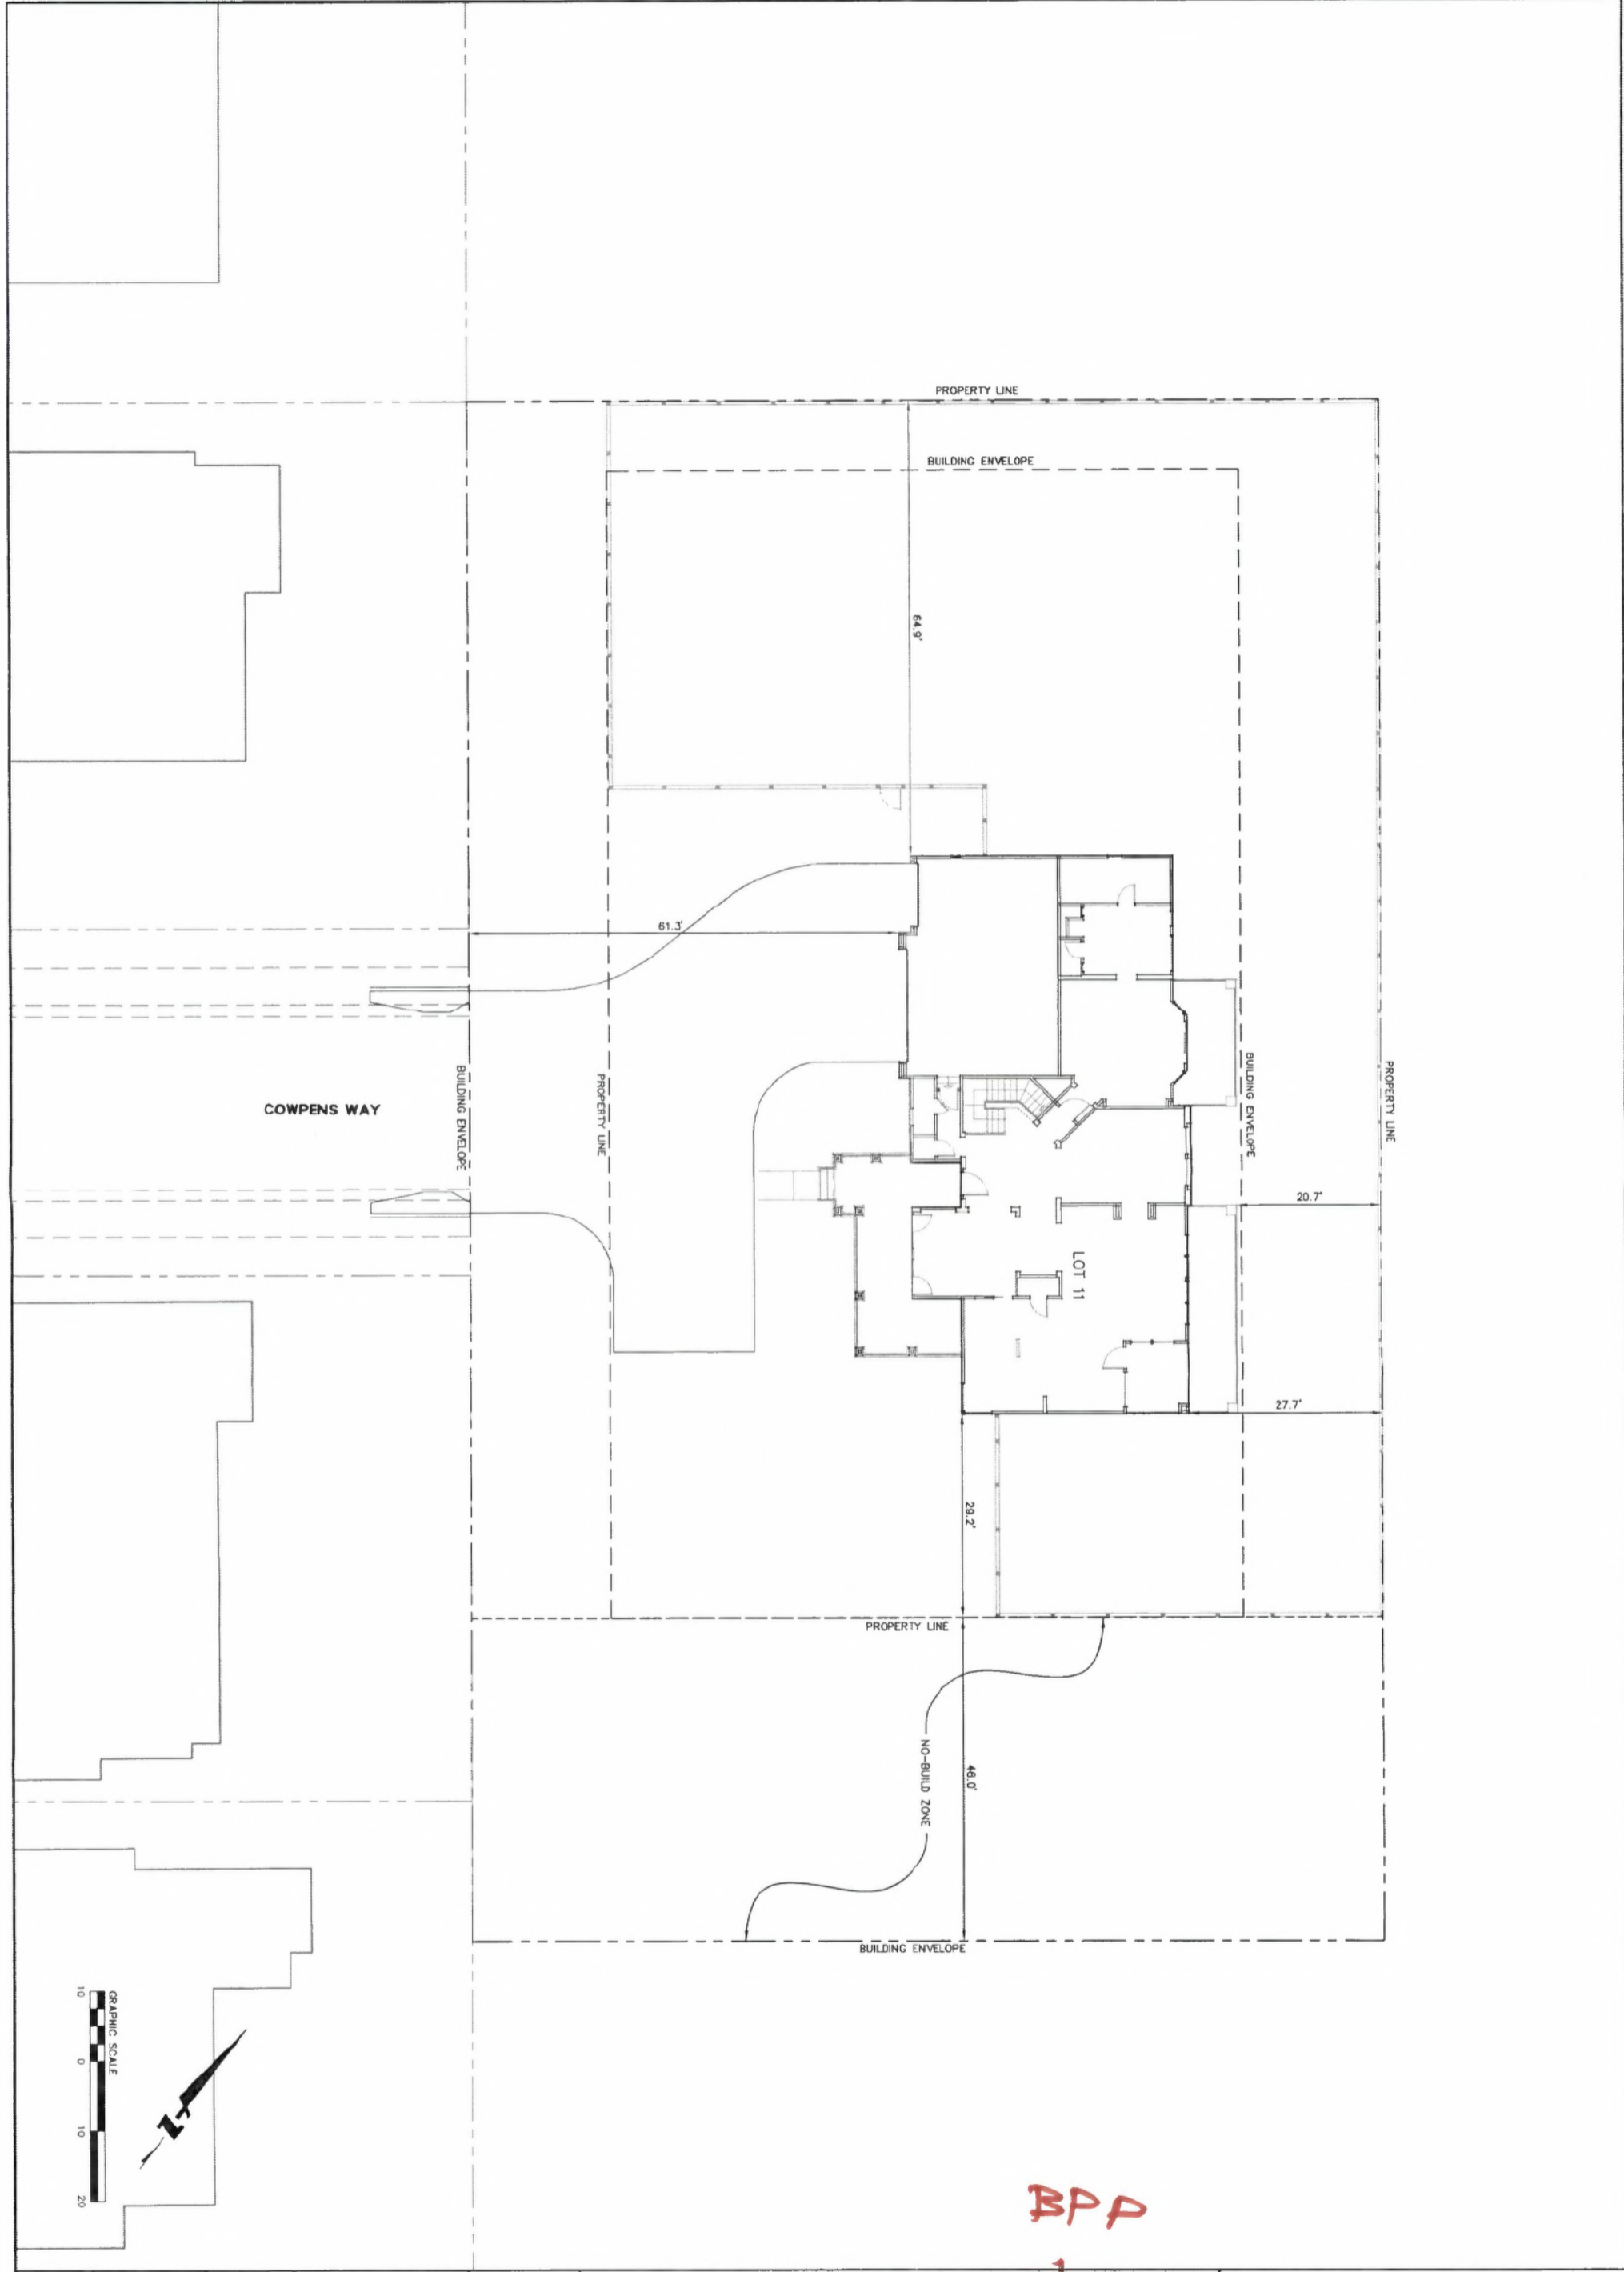 PROPERTY LINE
BUILDING ENVELOPE
64.9'
61.3'
COWPENS WAY
BUILDING ENVELOPE
PROPERTY LINE
BUILDING ENVELOPE
PROPERTY LINE
20.7'
LOT 11
27.7'
29.2'
PROPERTY LINE
NO-BUILD ZONE
46.0'
BUILDING ENVELOPE
GRAPHIC SCALE
10 0 10 20
N
BPP
1